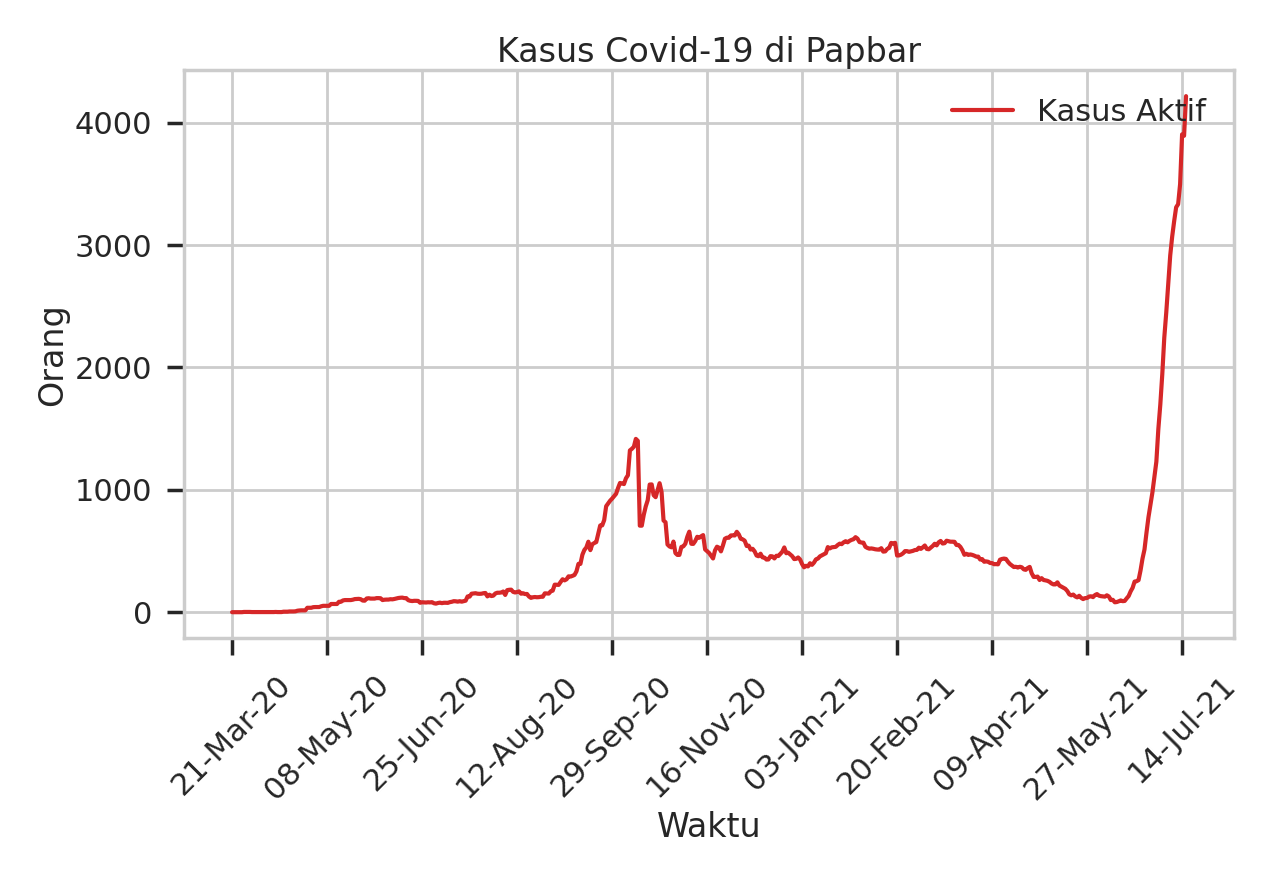 Kasus Covid-19 di Papbar
Kasus Aktif
4000
3000
2000
1000
0
Orang
21-Mar-20
08-May-20
25-Jun-20
12-Aug-20
29-Sep-20
16-Nov-20
03-Jan-21
20-Feb-21
09-Apr-21
27-May-21
14-Jul-21
Waktu